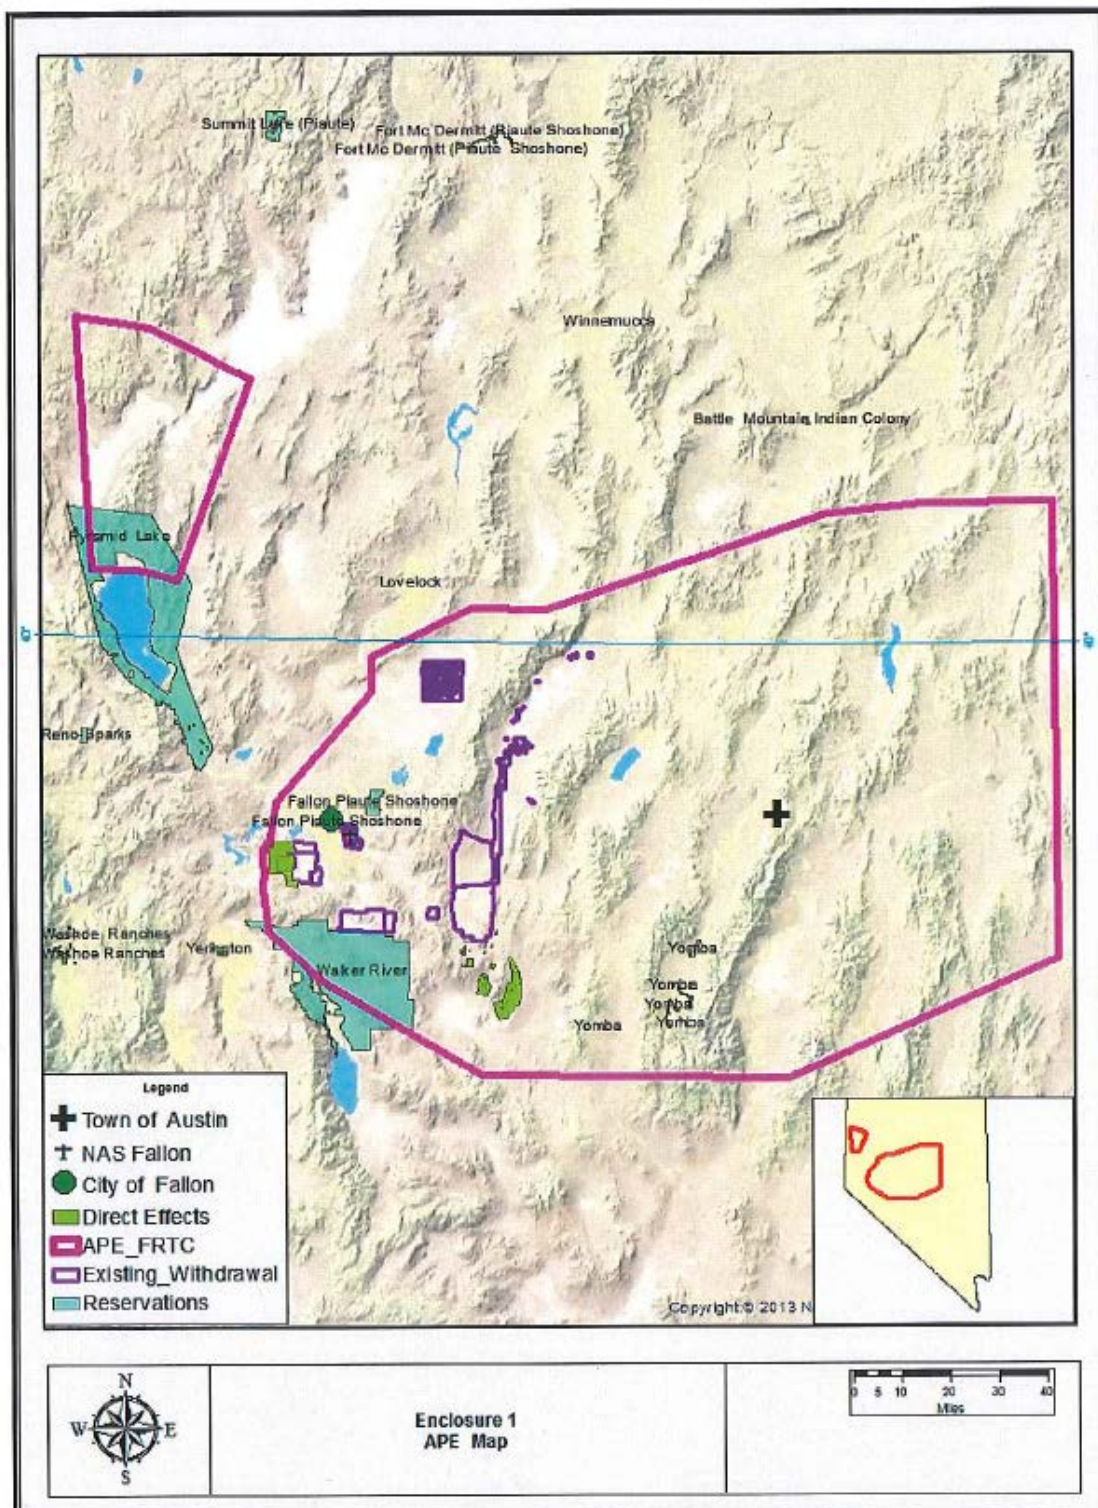 Summit Lake (Piaute)
Fort Mc Dermitt (Piaute Shoshone)
Fort Mc Dermitt (Piaute Shoshone)
Winnemucca
Battle Mountain Indian Colony
Pyramid Lake
Lovelock
Reno-Sparks
Fallon Piaute Shoshone
Fallon Piaute Shoshone
Washoe Ranches
Washoe Ranches
Yerington
Waker River
Yomba
Yomba
Yomba
Yomba
Yomba
Legend
Town of Austin
NAS Fallon
City of Fallon
Direct Effects
APE_FRTC
Existing_Withdrawal
Reservations
Copyright:© 2013 N
N
W E
S
Enclosure 1
APE Map
0 5 10 20 30 40
Miles